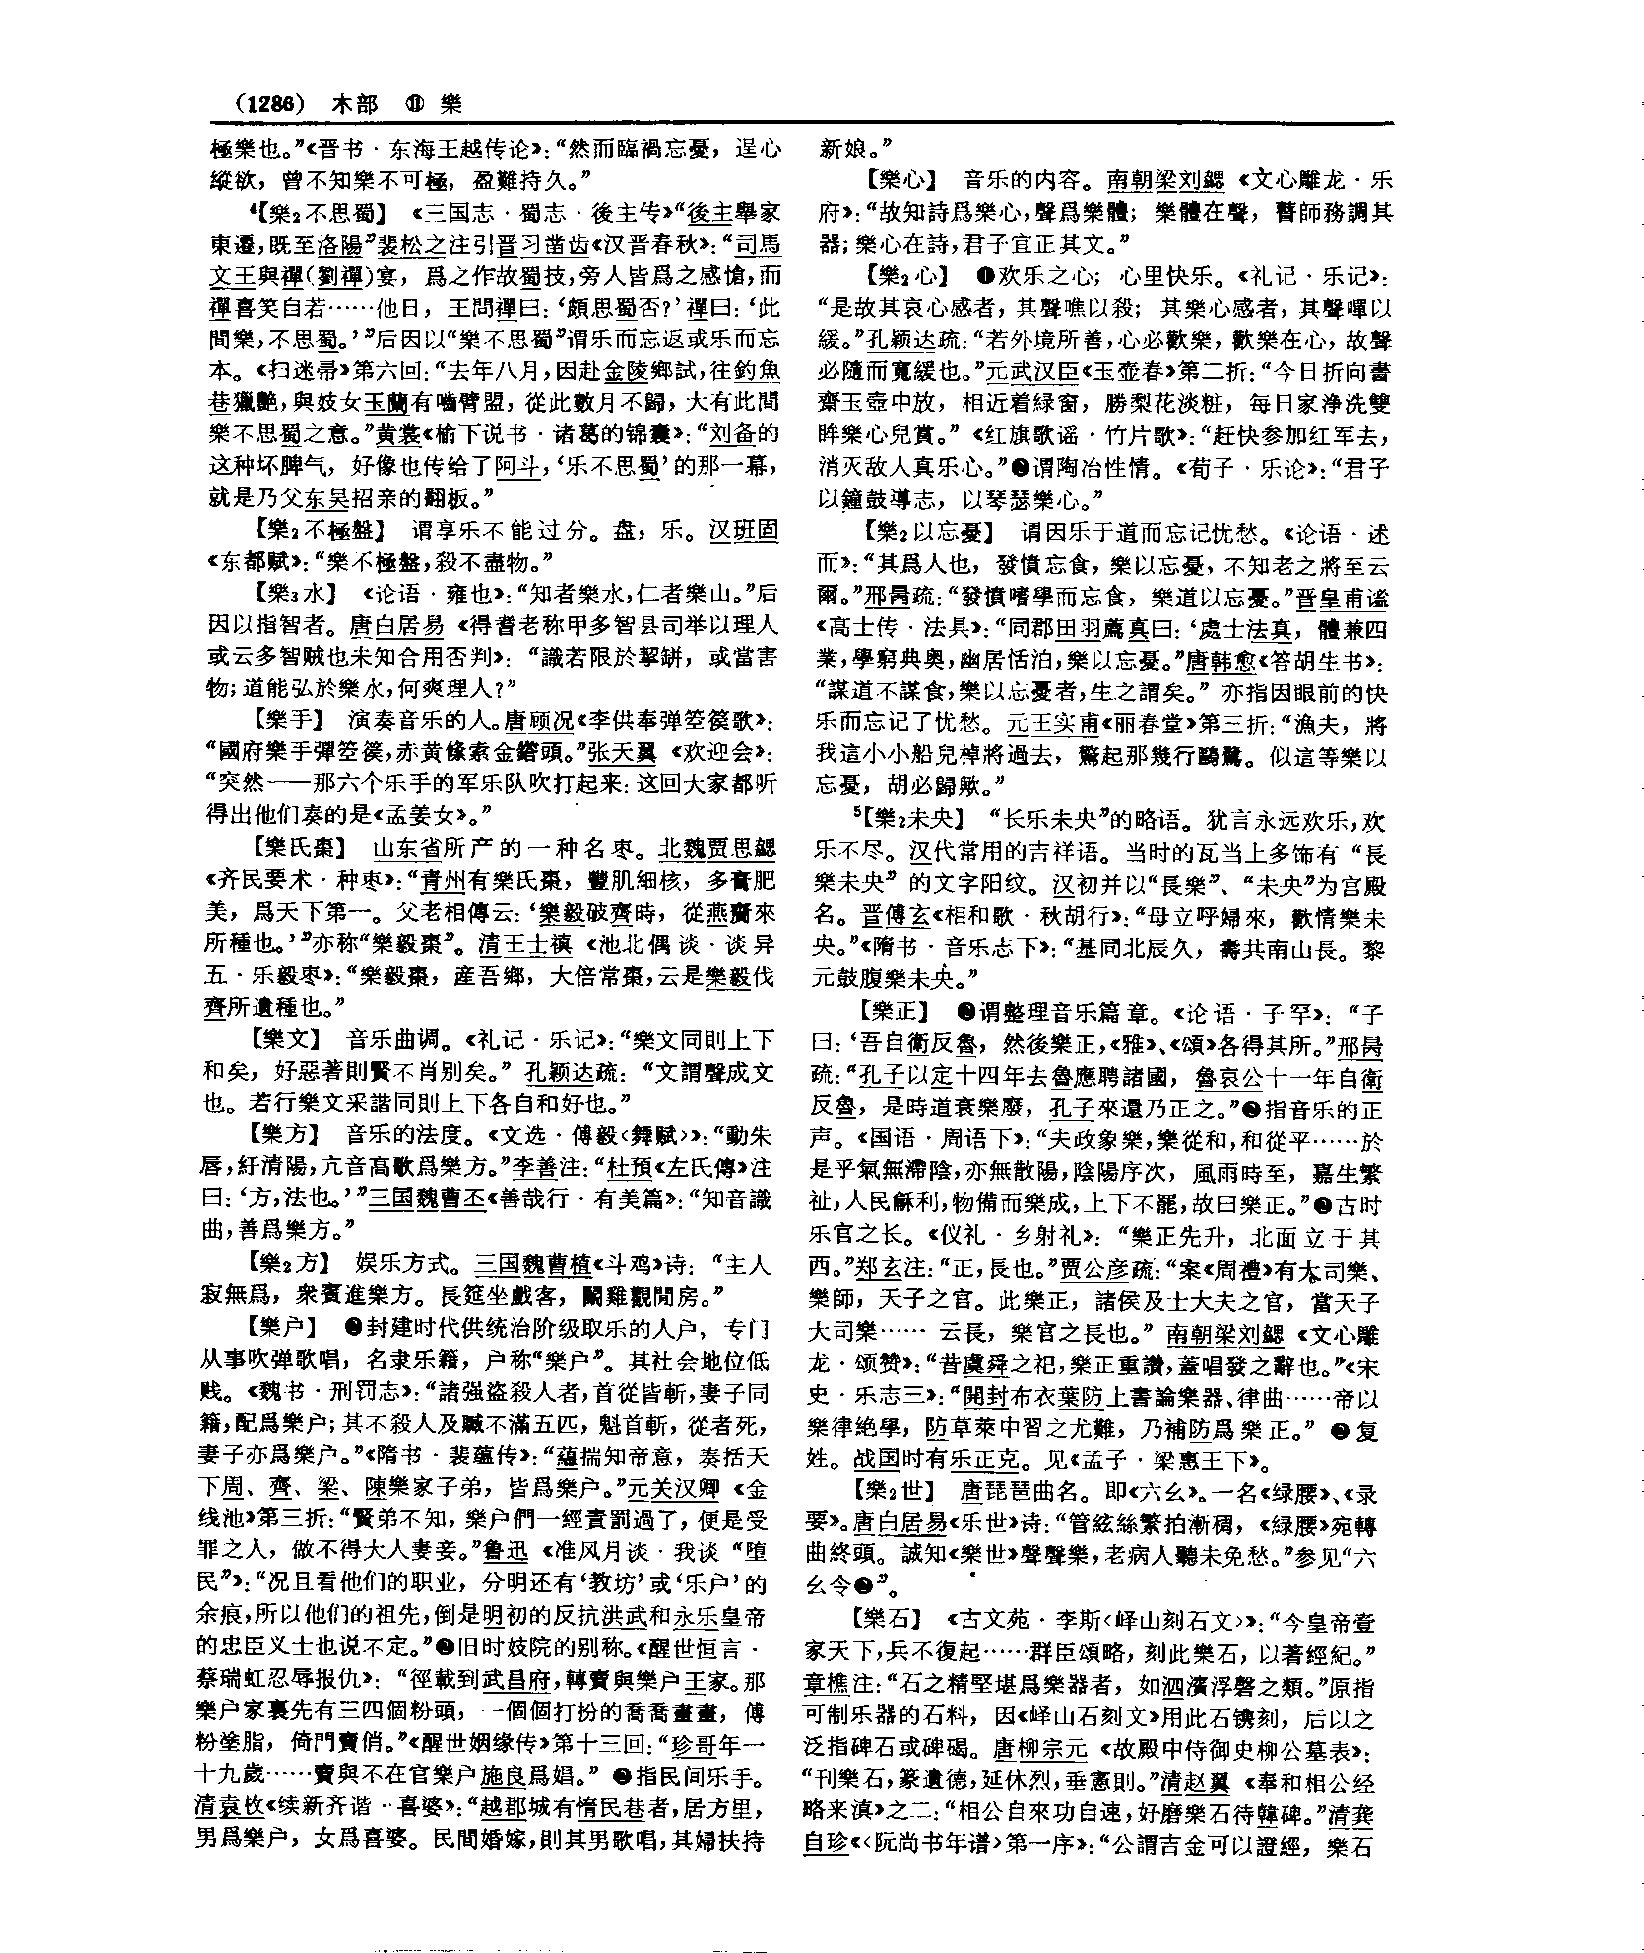 (1286) 木部 ⑪ 樂
極樂也。”《晋书·东海王越传论》：“然而臨禍忘憂，逞心
縱欲，曾不知樂不可極，盈難持久。”
⁴【樂₂不思蜀】 《三国志·蜀志·後主传》“後主舉家
東遷，既至洛陽”裴松之注引晋习凿齿《汉晋春秋》：“司馬
文王與禪（劉禪）宴，爲之作故蜀技，旁人皆爲之感愴，而
禪喜笑自若……他日，王問禪曰：‘頗思蜀否？’禪曰：‘此
間樂，不思蜀。’”后因以“樂不思蜀”谓乐而忘返或乐而忘
本。《扫迷帚》第六回：“去年八月，因赴金陵鄉試，往釣魚
巷獵艷，與妓女玉蘭有嚙臂盟，從此數月不歸，大有此間
樂不思蜀之意。”黄裳《榆下说书·诸葛的锦囊》：“刘备的
这种坏脾气，好像也传给了阿斗，‘乐不思蜀’的那一幕，
就是乃父东吴招亲的翻板。”
【樂₂不極盤】 谓享乐不能过分。盘，乐。汉班固
《东都赋》：“樂不極盤，殺不盡物。”
【樂₃水】 《论语·雍也》：“知者樂水，仁者樂山。”后
因以指智者。唐白居易《得耆老称甲多智县司举以理人
或云多智贼也未知合用否判》：“識若限於挈缾，或當害
物；道能弘於樂水，何爽理人？”
【樂手】 演奏音乐的人。唐顾况《李供奉弹箜篌歌》：
“國府樂手彈箜篌，赤黄絛索金鎝頭。”张天翼《欢迎会》：
“突然——那六个乐手的军乐队吹打起来：这回大家都听
得出他们奏的是《孟姜女》。”
【樂氏棗】 山东省所产的一种名枣。北魏贾思勰
《齐民要术·种枣》：“青州有樂氏棗，豐肌細核，多膏肥
美，爲天下第一。父老相傳云：‘樂毅破齊時，從燕齎來
所種也。’”亦称“樂毅棗”。清王士禛《池北偶谈·谈异
五·乐毅枣》：“樂毅棗，産吾鄉，大倍常棗，云是樂毅伐
齊所遺種也。”
【樂文】 音乐曲调。《礼记·乐记》：“樂文同則上下
和矣，好惡著則賢不肖别矣。”孔颖达疏：“文謂聲成文
也。若行樂文采諧同則上下各自和好也。”
【樂方】 音乐的法度。《文选·傅毅〈舞赋〉》：“動朱
唇，紆清陽，亢音高歌爲樂方。”李善注：“杜預《左氏傳》注
曰：‘方，法也。’”三国魏曹丕《善哉行·有美篇》：“知音識
曲，善爲樂方。”
【樂₂方】 娱乐方式。三国魏曹植《斗鸡》诗：“主人
寂無爲，衆賓進樂方。長筵坐戲客，鬭雞觀閒房。”
【樂户】 ❶封建时代供统治阶级取乐的人户，专门
从事吹弹歌唱，名隶乐籍，户称“樂户”。其社会地位低
贱。《魏书·刑罚志》：“諸强盗殺人者，首從皆斬，妻子同
籍，配爲樂户；其不殺人及贓不滿五匹，魁首斬，從者死，
妻子亦爲樂户。”《隋书·裴蕴传》：“藴揣知帝意，奏括天
下周、齊、梁、陳樂家子弟，皆爲樂户。”元关汉卿《金
线池》第三折：“賢弟不知，樂户們一經責罰過了，便是受
罪之人，做不得大人妻妾。”鲁迅《准风月谈·我谈“堕
民”》：“况且看他们的职业，分明还有‘教坊’或‘乐户’的
余痕，所以他们的祖先，倒是明初的反抗洪武和永乐皇帝
的忠臣义士也说不定。”❷旧时妓院的别称。《醒世恒言·
蔡瑞虹忍辱报仇》：“徑載到武昌府，轉賣與樂户王家。那
樂户家裏先有三四個粉頭，一個個打扮的喬喬畫畫，傅
粉塗脂，倚門賣俏。”《醒世姻缘传》第十三回：“珍哥年一
十九歲……賣與不在官樂户施良爲娼。”❸指民间乐手。
清袁枚《续新齐谐·喜婆》：“越郡城有惰民巷者，居方里，
男爲樂户，女爲喜婆。民間婚嫁，則其男歌唱，其婦扶持
新娘。”
【樂心】 音乐的内容。南朝梁刘勰《文心雕龙·乐
府》：“故知詩爲樂心，聲爲樂體；樂體在聲，瞽師務調其
器；樂心在詩，君子宜正其文。”
【樂₂心】 ❶欢乐之心；心里快乐。《礼记·乐记》：
“是故其哀心感者，其聲噍以殺；其樂心感者，其聲嘽以
緩。”孔颖达疏：“若外境所善，心必歡樂，歡樂在心，故聲
必隨而寬緩也。”元武汉臣《玉壶春》第二折：“今日折向書
齋玉壺中放，相近着緑窗，勝梨花淡粧，每日家净洗雙
眸樂心兒賞。”《红旗歌谣·竹片歌》：“赶快参加红军去，
消灭敌人真乐心。”❷谓陶冶性情。《荀子·乐论》：“君子
以鐘鼓導志，以琴瑟樂心。”
【樂₂以忘憂】 谓因乐于道而忘记忧愁。《论语·述
而》：“其爲人也，發憤忘食，樂以忘憂，不知老之將至云
爾。”邢昺疏：“發憤嗜學而忘食，樂道以忘憂。”晋皇甫谧
《高士传·法真》：“同郡田羽薦真曰：‘處士法真，體兼四
業，學窮典奧，幽居恬泊，樂以忘憂。”唐韩愈《答胡生书》：
“謀道不謀食，樂以忘憂者，生之謂矣。”亦指因眼前的快
乐而忘记了忧愁。元王实甫《丽春堂》第三折：“漁夫，將
我這小小船兒棹將過去，驚起那幾行鷗鷺。似這等樂以
忘憂，胡必歸歟。”
⁵【樂₂未央】 “长乐未央”的略语。犹言永远欢乐，欢
乐不尽。汉代常用的吉祥语。当时的瓦当上多饰有“長
樂未央”的文字阳纹。汉初并以“長樂”、“未央”为宫殿
名。晋傅玄《相和歌·秋胡行》：“母立呼婦來，歡情樂未
央。”《隋书·音乐志下》：“基同北辰久，壽共南山長。黎
元鼓腹樂未央。”
【樂正】 ❶谓整理音乐篇章。《论语·子罕》：“子
曰：‘吾自衛反魯，然後樂正，《雅》、《頌》各得其所。”邢昺
疏：“孔子以定十四年去魯應聘諸國，魯哀公十一年自衛
反魯，是時道衰樂廢，孔子來還乃正之。”❷指音乐的正
声。《国语·周语下》：“夫政象樂，樂從和，和從平……於
是乎氣無滯陰，亦無散陽，陰陽序次，風雨時至，嘉生繁
祉，人民龢利，物備而樂成，上下不罷，故曰樂正。”❸古时
乐官之长。《仪礼·乡射礼》：“樂正先升，北面立于其
西。”郑玄注：“正，長也。”贾公彦疏：“案《周禮》有大司樂、
樂師，天子之官。此樂正，諸侯及士大夫之官，當天子
大司樂…… 云長，樂官之長也。”南朝梁刘勰《文心雕
龙·颂赞》：“昔虞舜之祀，樂正重讚，蓋唱發之辭也。”《宋
史·乐志三》：“開封布衣葉防上書論樂器、律曲……帝以
樂律絶學，防草萊中習之尤難，乃補防爲樂正。”❹复
姓。战国时有乐正克。见《孟子·梁惠王下》。
【樂₂世】 唐琵琶曲名。即《六幺》。一名《绿腰》、《录
要》。唐白居易《乐世》诗：“管絃絲繁拍漸稠，《緑腰》宛轉
曲終頭。誠知《樂世》聲聲樂，老病人聽未免愁。”参见“六
幺令❶”。
【樂石】 《古文苑·李斯〈峄山刻石文〉》：“今皇帝壹
家天下，兵不復起……群臣頌略，刻此樂石，以著經紀。”
章樵注：“石之精堅堪爲樂器者，如泗濱浮磬之類。”原指
可制乐器的石料，因《峄山石刻文》用此石镌刻，后以之
泛指碑石或碑碣。唐柳宗元《故殿中侍御史柳公墓表》：
“刊樂石，篆遺德，延休烈，垂憲則。”清赵翼《奉和相公经
略来滇》之二：“相公自來功自速，好磨樂石待韓碑。”清龚
自珍《〈阮尚书年谱〉第一序》：“公謂吉金可以證經，樂石